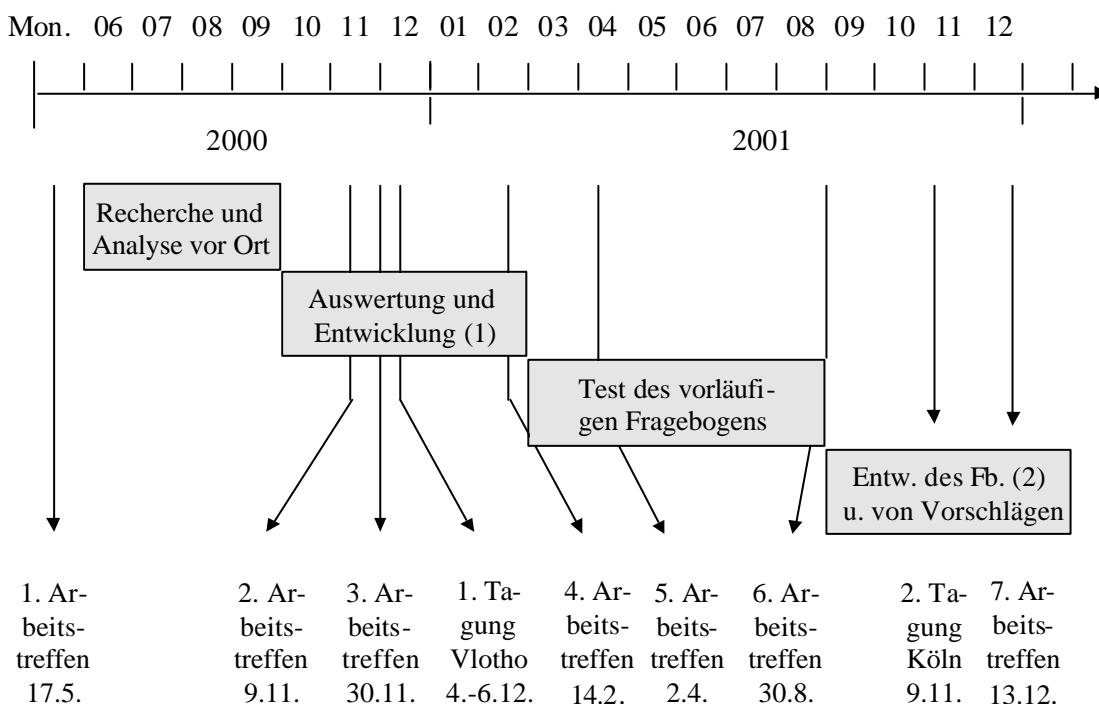 Mon. 06 07 08 09 10 11 12 01 02 03 04 05 06 07 08 09 10 11 12
2000
2001
Recherche und
Analyse vor Ort
Auswertung und
Entwicklung (1)
Test des vorläufi-
gen Fragebogens
Entw. des Fb. (2)
u. von Vorschlägen
1. Ar-
beits-
treffen
17.5.
2. Ar-
beits-
treffen
9.11.
3. Ar-
beits-
treffen
30.11.
1. Ta-
gung
Vlotho
4.-6.12.
4. Ar-
beits-
treffen
14.2.
5. Ar-
beits-
treffen
2.4.
6. Ar-
beits-
treffen
30.8.
2. Ta-
gung
Köln
9.11.
7. Ar-
beits-
treffen
13.12.